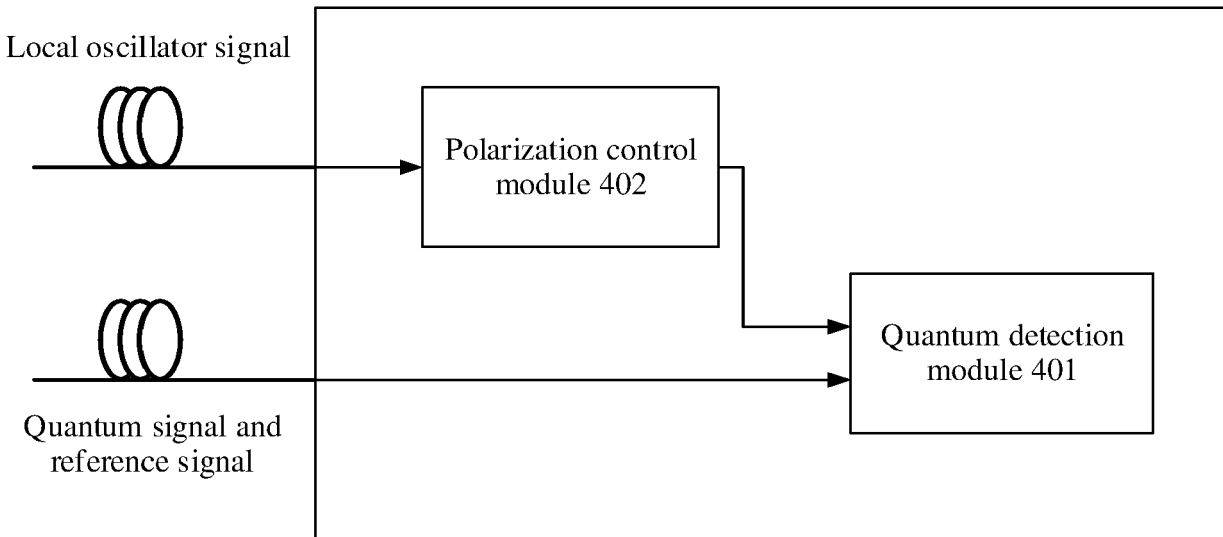 Local oscillator signal
Polarization control
module 402
Quantum detection
module 401
Quantum signal and
reference signal